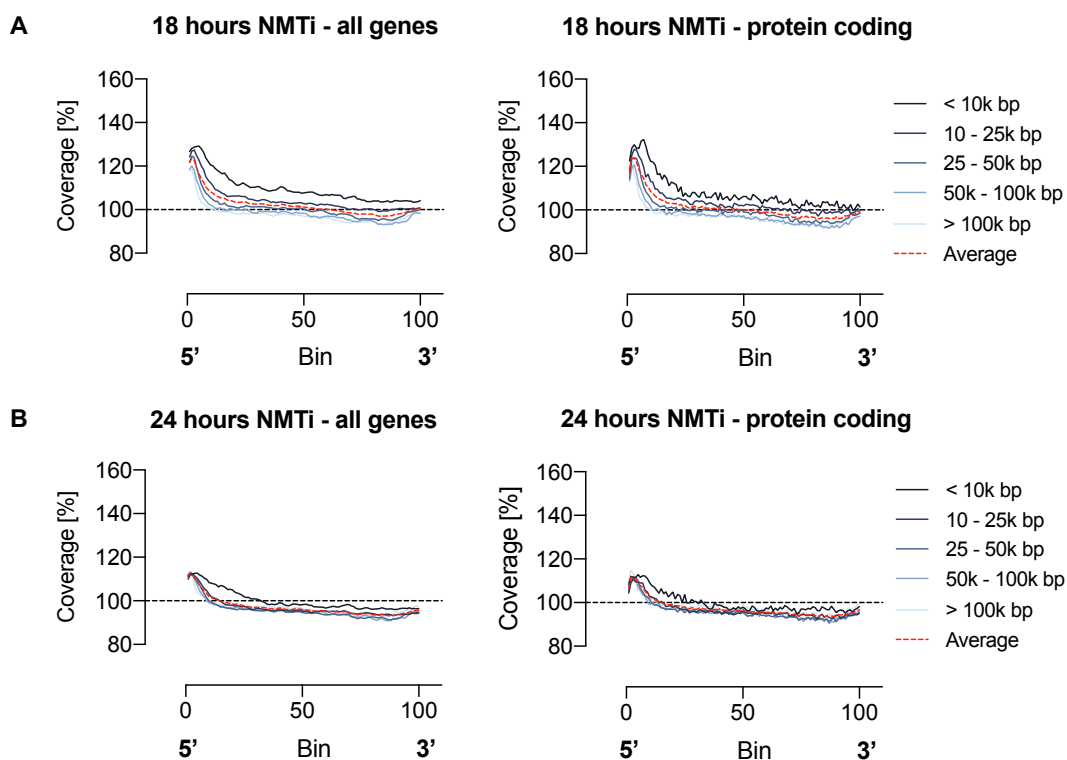 A
18 hours NMTi - all genes
18 hours NMTi - protein coding
Coverage [%]
160
140
120
100
80
0
50
100
5’
Bin
3’
Coverage [%]
160
140
120
100
80
0
50
100
5’
Bin
3’
< 10k bp
10 - 25k bp
25 - 50k bp
50k - 100k bp
> 100k bp
Average
B
24 hours NMTi - all genes
24 hours NMTi - protein coding
Coverage [%]
160
140
120
100
80
0
50
100
5’
Bin
3’
Coverage [%]
160
140
120
100
80
0
50
100
5’
Bin
3’
< 10k bp
10 - 25k bp
25 - 50k bp
50k - 100k bp
> 100k bp
Average